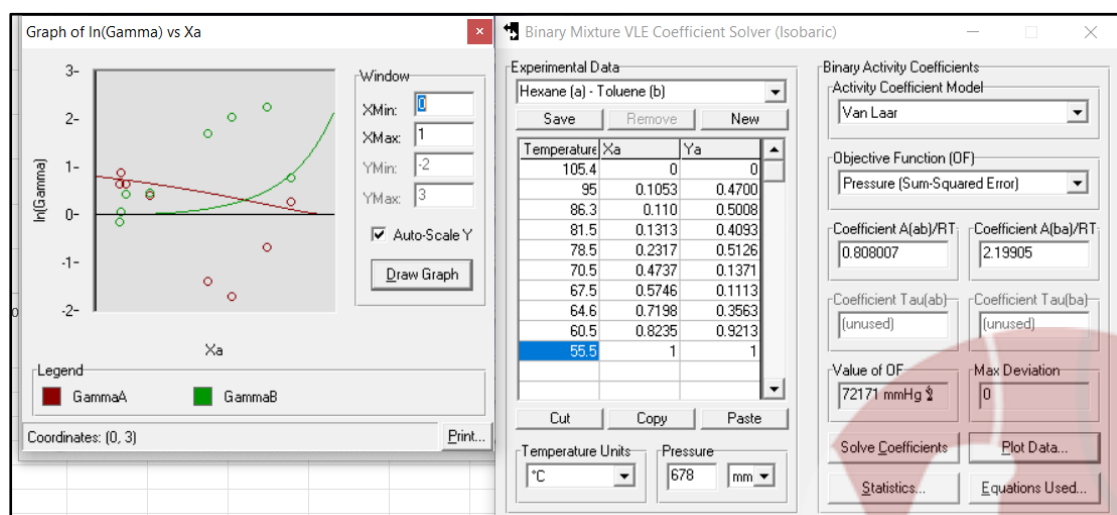 Graph of ln(Gamma) vs Xa
3-
2-
1-
0-
-1-
-2-
ln(Gamma)
Xa
Window
XMin: 0
XMax: 1
YMin: -2
YMax: 3
Auto-Scale Y
Draw Graph
Legend
GammaA GammaB
Coordinates: (0, 3)
Print...
0
Binary Mixture VLE Coefficient Solver (Isobaric)
Experimental Data
Hexane (a) - Toluene (b)
Save Remove New
Temperature Xa Ya
105.4 0 0
95 0.1053 0.4700
86.3 0.110 0.5008
81.5 0.1313 0.4093
78.5 0.2317 0.5126
70.5 0.4737 0.1371
67.5 0.5746 0.1113
64.6 0.7198 0.3563
60.5 0.8235 0.9213
55.5 1 1
Cut Copy Paste
Temperature Units
°C
Pressure
678 mm
Binary Activity Coefficients
Activity Coefficient Model
Van Laar
Objective Function (OF)
Pressure (Sum-Squared Error)
Coefficient A(ab)/RT Coefficient A(ba)/RT
0.808007 2.19905
Coefficient Tau(ab) Coefficient Tau(ba)
(unused) (unused)
Value of OF Max Deviation
72171 mmHg 0
Solve Coefficients Plot Data...
Statistics... Equations Used...